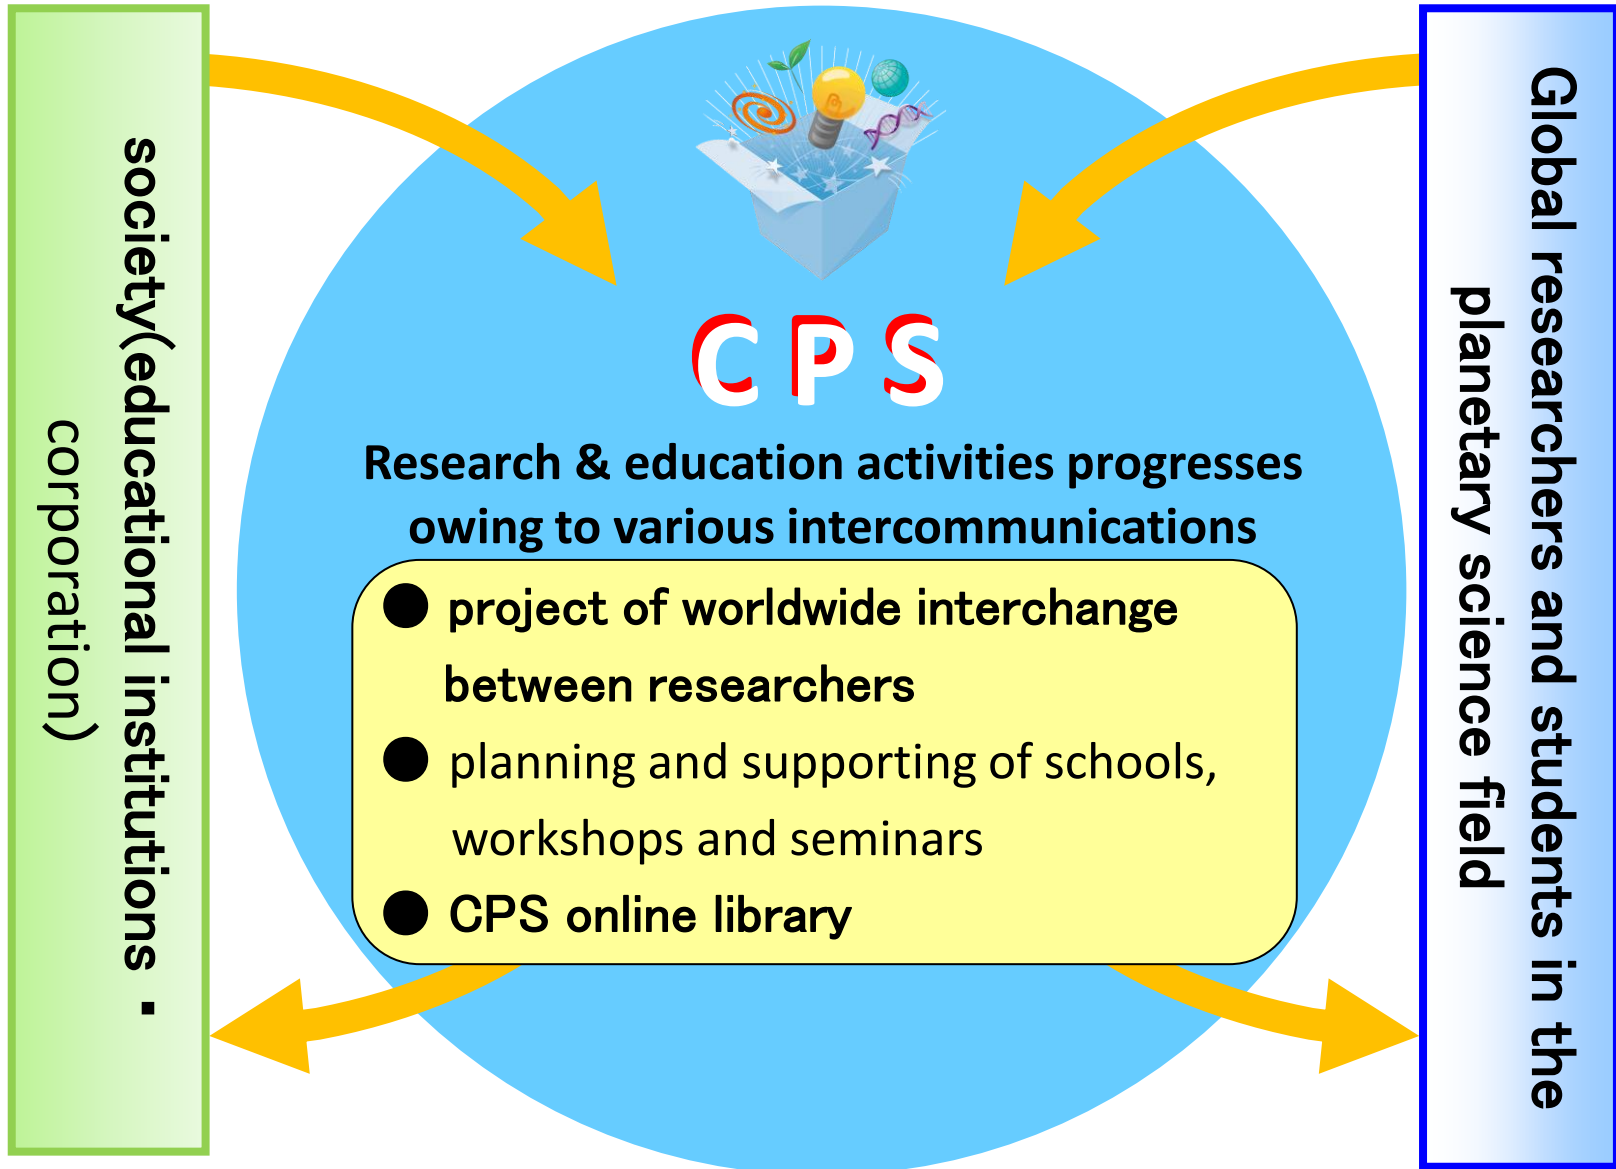 society(educational institutions ▪
corporation)
C P S
Research & education activities progresses
owing to various intercommunications
● project of worldwide interchange
between researchers
● planning and supporting of schools,
workshops and seminars
● CPS online library
Global researchers and students in the
planetary science field